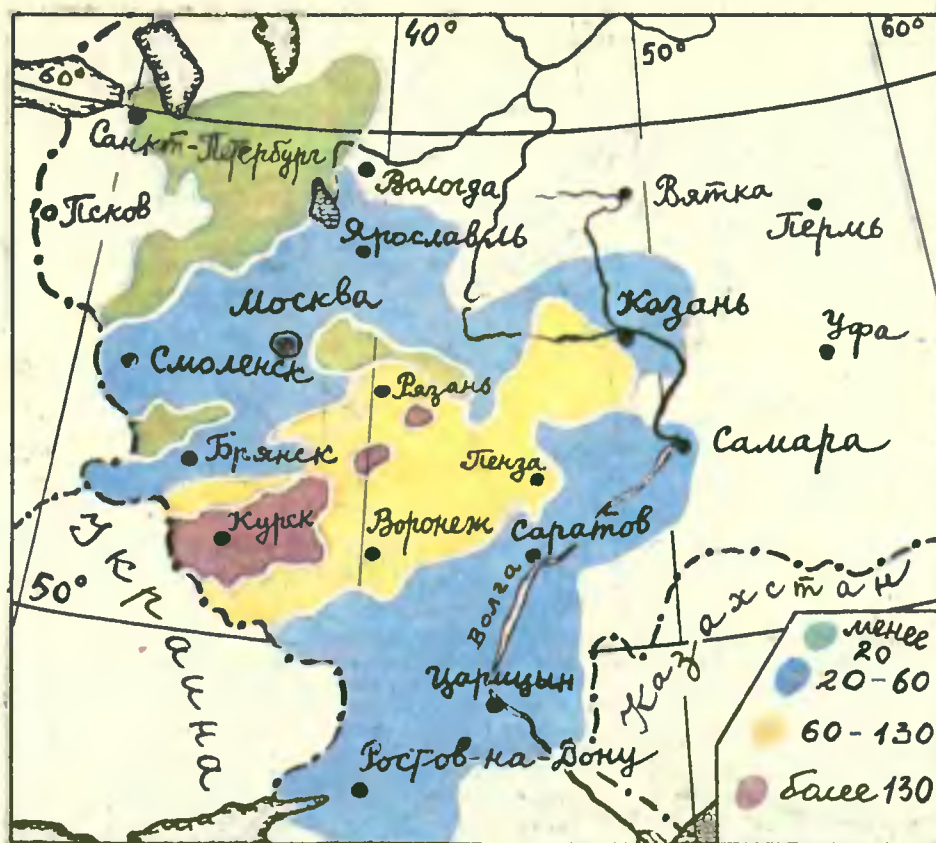 40°
60°
50°
60°
Санкт-Петербург
Псков
Вологда
Вятка
Пермь
Ярославль
Москва
Казань
Уфа
Смоленск
Рязань
Брянск
Пенза
Самара
Курск
Воронеж
Саратов
50°
Украина
Волга
Казахстан
Царицын
Ростов-на-Дону
менее
20
20-60
60-130
более 130